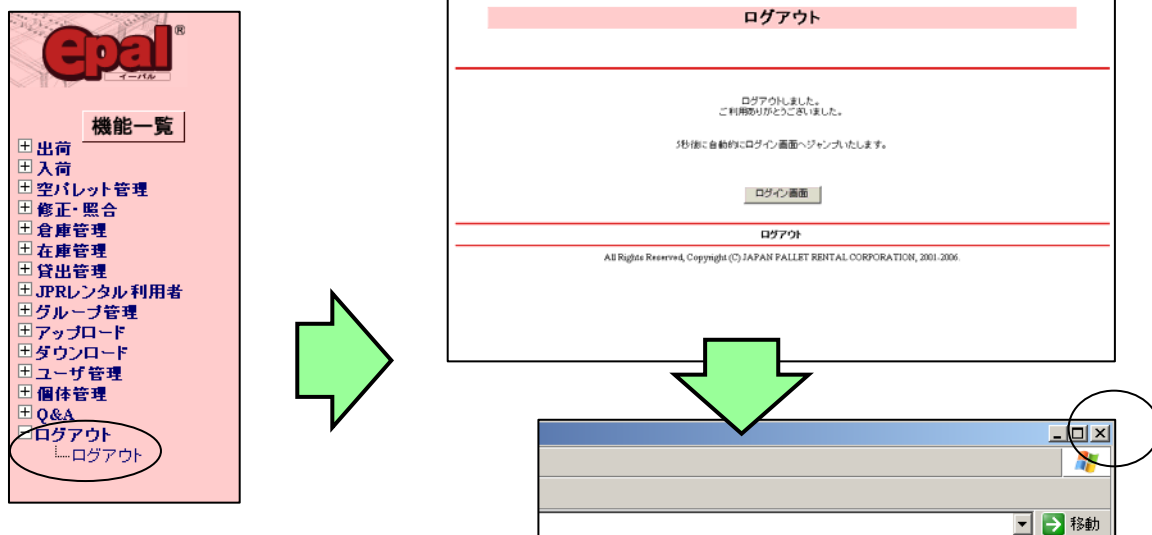 epal®
イーパル
機能一覧
出荷
入荷
空パレット管理
修正・照合
倉庫管理
在庫管理
貸出管理
JPRレンタル利用者
グループ管理
アップロード
ダウンロード
ユーザ管理
個体管理
Q&A
ログアウト
ログアウト
ログアウト
ログアウトしました。
ご利用ありがとうございました。
5秒後に自動的にログイン画面へジャンプいたします。
ログイン画面
ログアウト
All Rights Reserved, Copyright (C) JAPAN PALLET RENTAL CORPORATION, 2001-2006.
移動